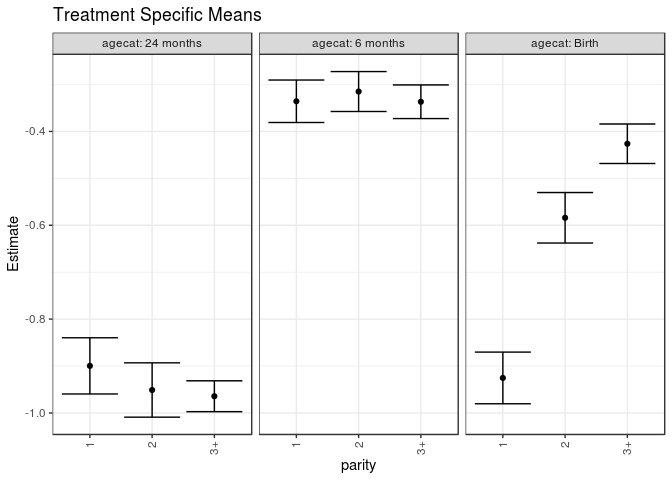 Treatment Specific Means
agecat: 24 months
agecat: 6 months
agecat: Birth
Estimate
-0.4
-0.6
-0.8
-1.0
1
2
3+
1
2
3+
1
2
3+
parity